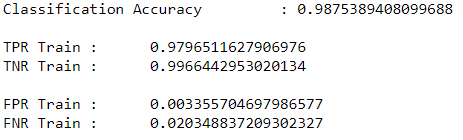 Classification Accuracy : 0.9875389408099688
TPR Train : 0.9796511627906976
TNR Train : 0.9966442953020134
FPR Train : 0.003355704697986577
FNR Train : 0.020348837209302327